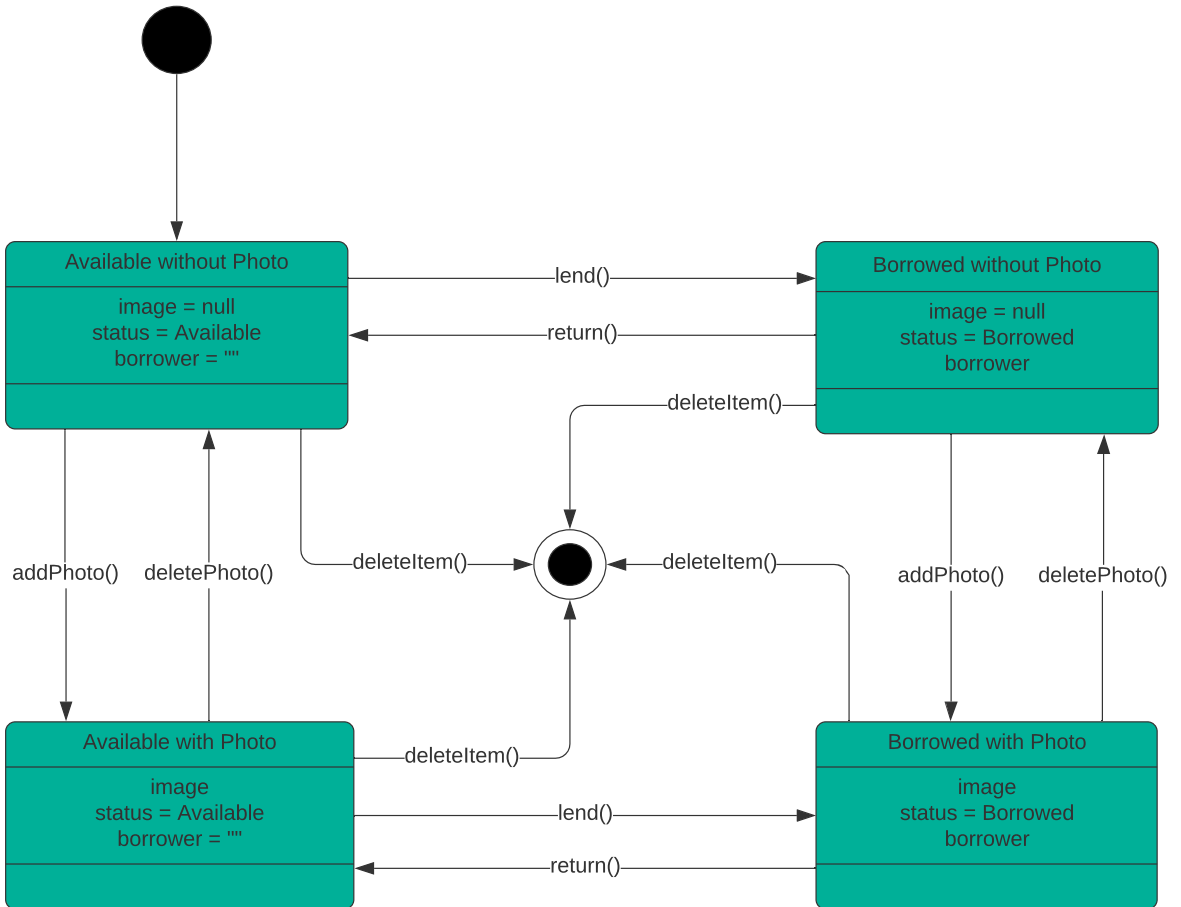 Available without Photo
image = null
status = Available
borrower = ""
lend()
return()
Borrowed without Photo
image = null
status = Borrowed
borrower
deleteItem()
addPhoto()
deletePhoto()
deleteItem()
deleteItem()
addPhoto()
deletePhoto()
Available with Photo
image
status = Available
borrower = ""
deleteItem()
lend()
return()
Borrowed with Photo
image
status = Borrowed
borrower